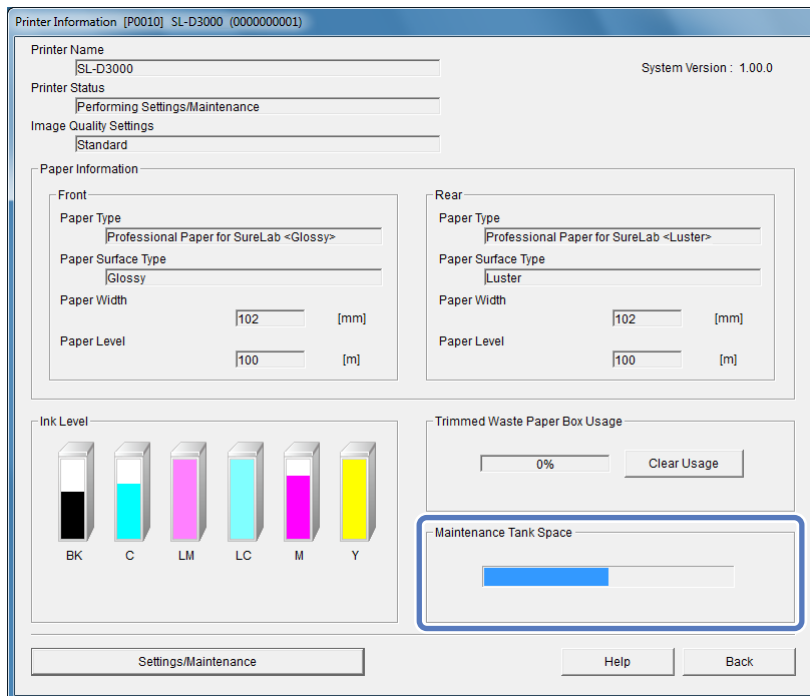 Printer Information [P0010] SL-D3000 (0000000001)
Printer Name
SL-D3000
System Version : 1.00.0
Printer Status
Performing Settings/Maintenance
Image Quality Settings
Standard
Paper Information
Front
Paper Type
Professional Paper for SureLab <Glossy>
Paper Surface Type
Glossy
Paper Width
102 [mm]
Paper Level
100 [m]
Rear
Paper Type
Professional Paper for SureLab <Luster>
Paper Surface Type
Luster
Paper Width
102 [mm]
Paper Level
100 [m]
Ink Level
BK C LM LC M Y
Trimmed Waste Paper Box Usage
0% Clear Usage
Maintenance Tank Space
Settings/Maintenance Help Back